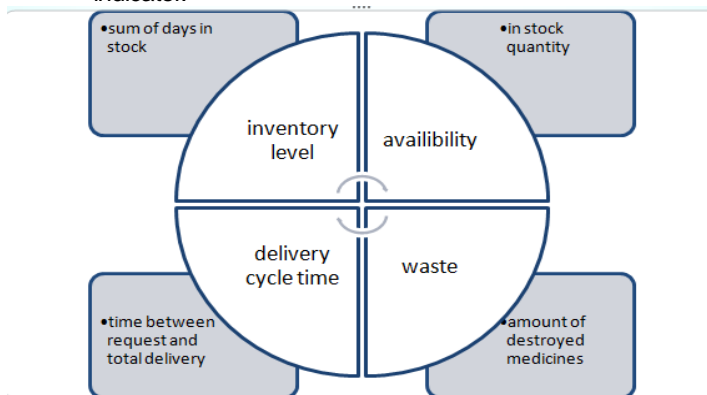 •sum of days in
stock
•in stock
quantity
inventory
level
availibility
delivery
cycle time
waste
•time between
request and
total delivery
•amount of
destroyed
medicines